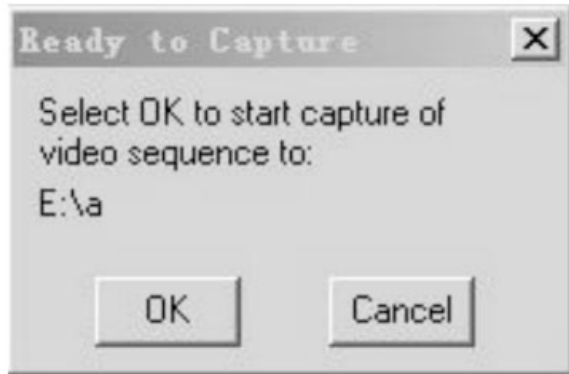 Ready to Capture
Select OK to start capture of
video sequence to:
E:\a
OK
Cancel